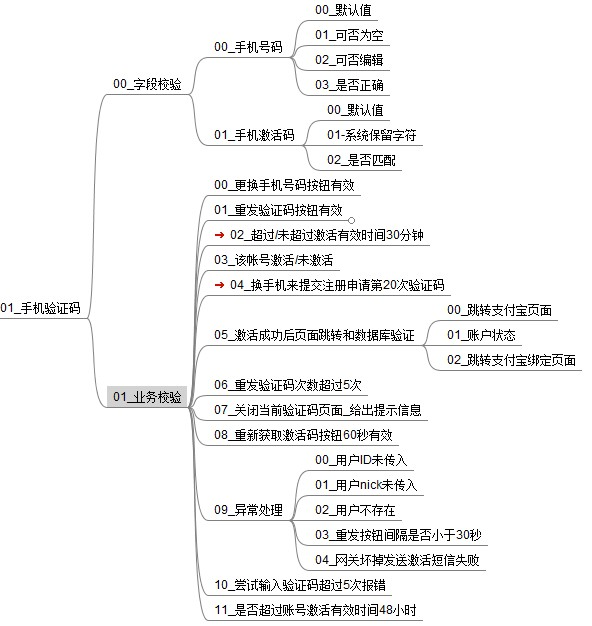 00_默认值
01_可否为空
00_手机号码
02_可否编辑
03_是否正确
00_字段校验
00_默认值
01_手机激活码
01-系统保留字符
02_是否匹配
00_更换手机号码按钮有效
01_重发验证码按钮有效
02_超过/未超过激活有效时间30分钟
03_该帐号激活/未激活
04_换手机来提交注册申请第20次验证码
01_手机验证码
00_跳转支付宝页面
05_激活成功后页面跳转和数据库验证
01_账户状态
02_跳转支付宝绑定页面
06_重发验证码次数超过5次
01_业务校验
07_关闭当前验证码页面_给出提示信息
08_重新获取激活码按钮60秒有效
00_用户ID未传入
01_用户nick未传入
09_异常处理
02_用户不存在
03_重发按钮间隔是否小于30秒
04_网关坏掉发送激活短信失败
10_尝试输入验证码超过5次报错
11_是否超过账号激活有效时间48小时